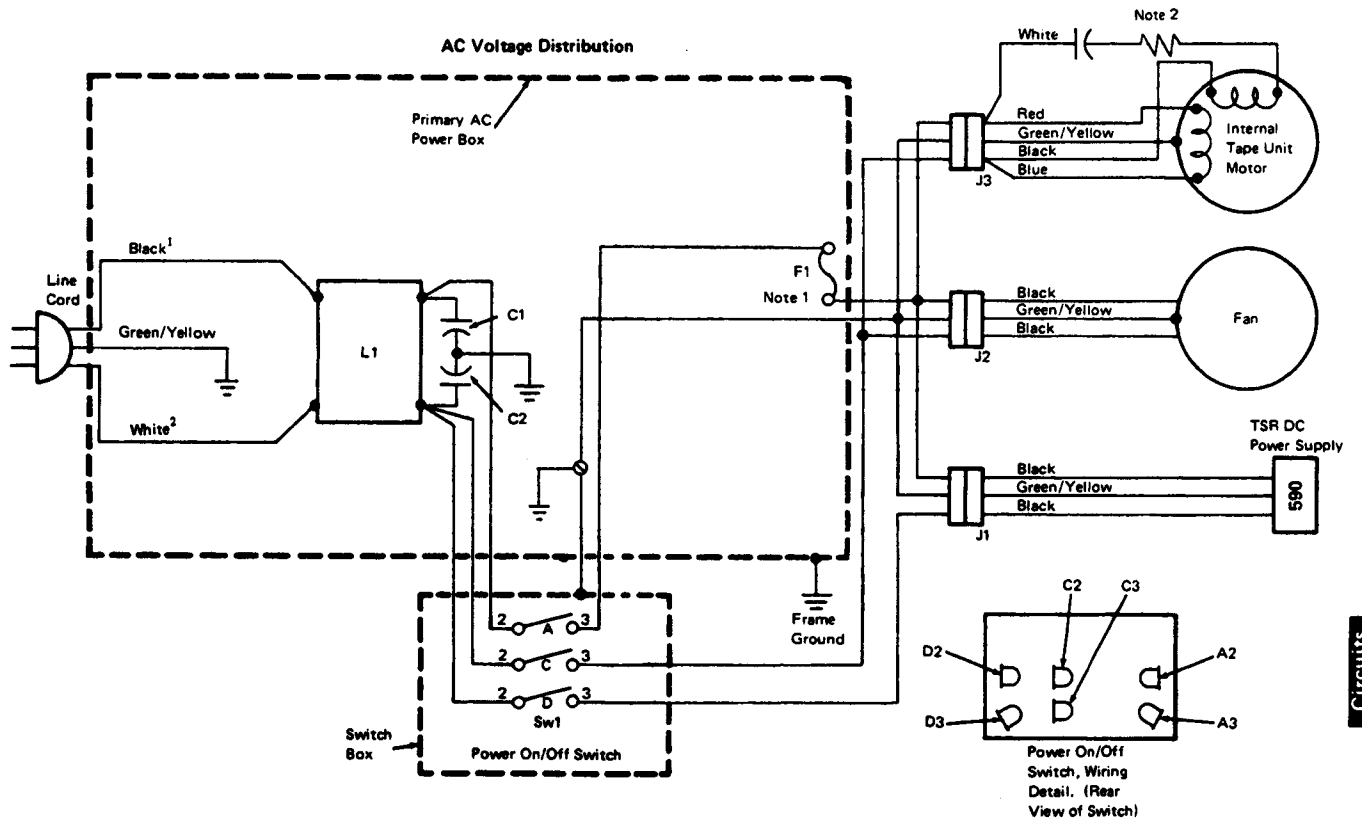 AC Voltage Distribution
Primary AC
Power Box
Note 2
White
Red
Green/Yellow
Black
Blue
J3
Internal
Tape Unit
Motor
Line
Cord
Black1
Green/Yellow
White2
L1
C1
C2
F1
Note 1
Black
Green/Yellow
Black
J2
Fan
TSR DC
Power Supply
Black
Green/Yellow
Black
J1
590
Frame
Ground
2 A 3
2 C 3
2 D 3
Sw1
Switch
Box
Power On/Off Switch
C2
C3
D2
A2
D3
A3
Power On/Off
Switch, Wiring
Detail. (Rear
View of Switch)
Circuits